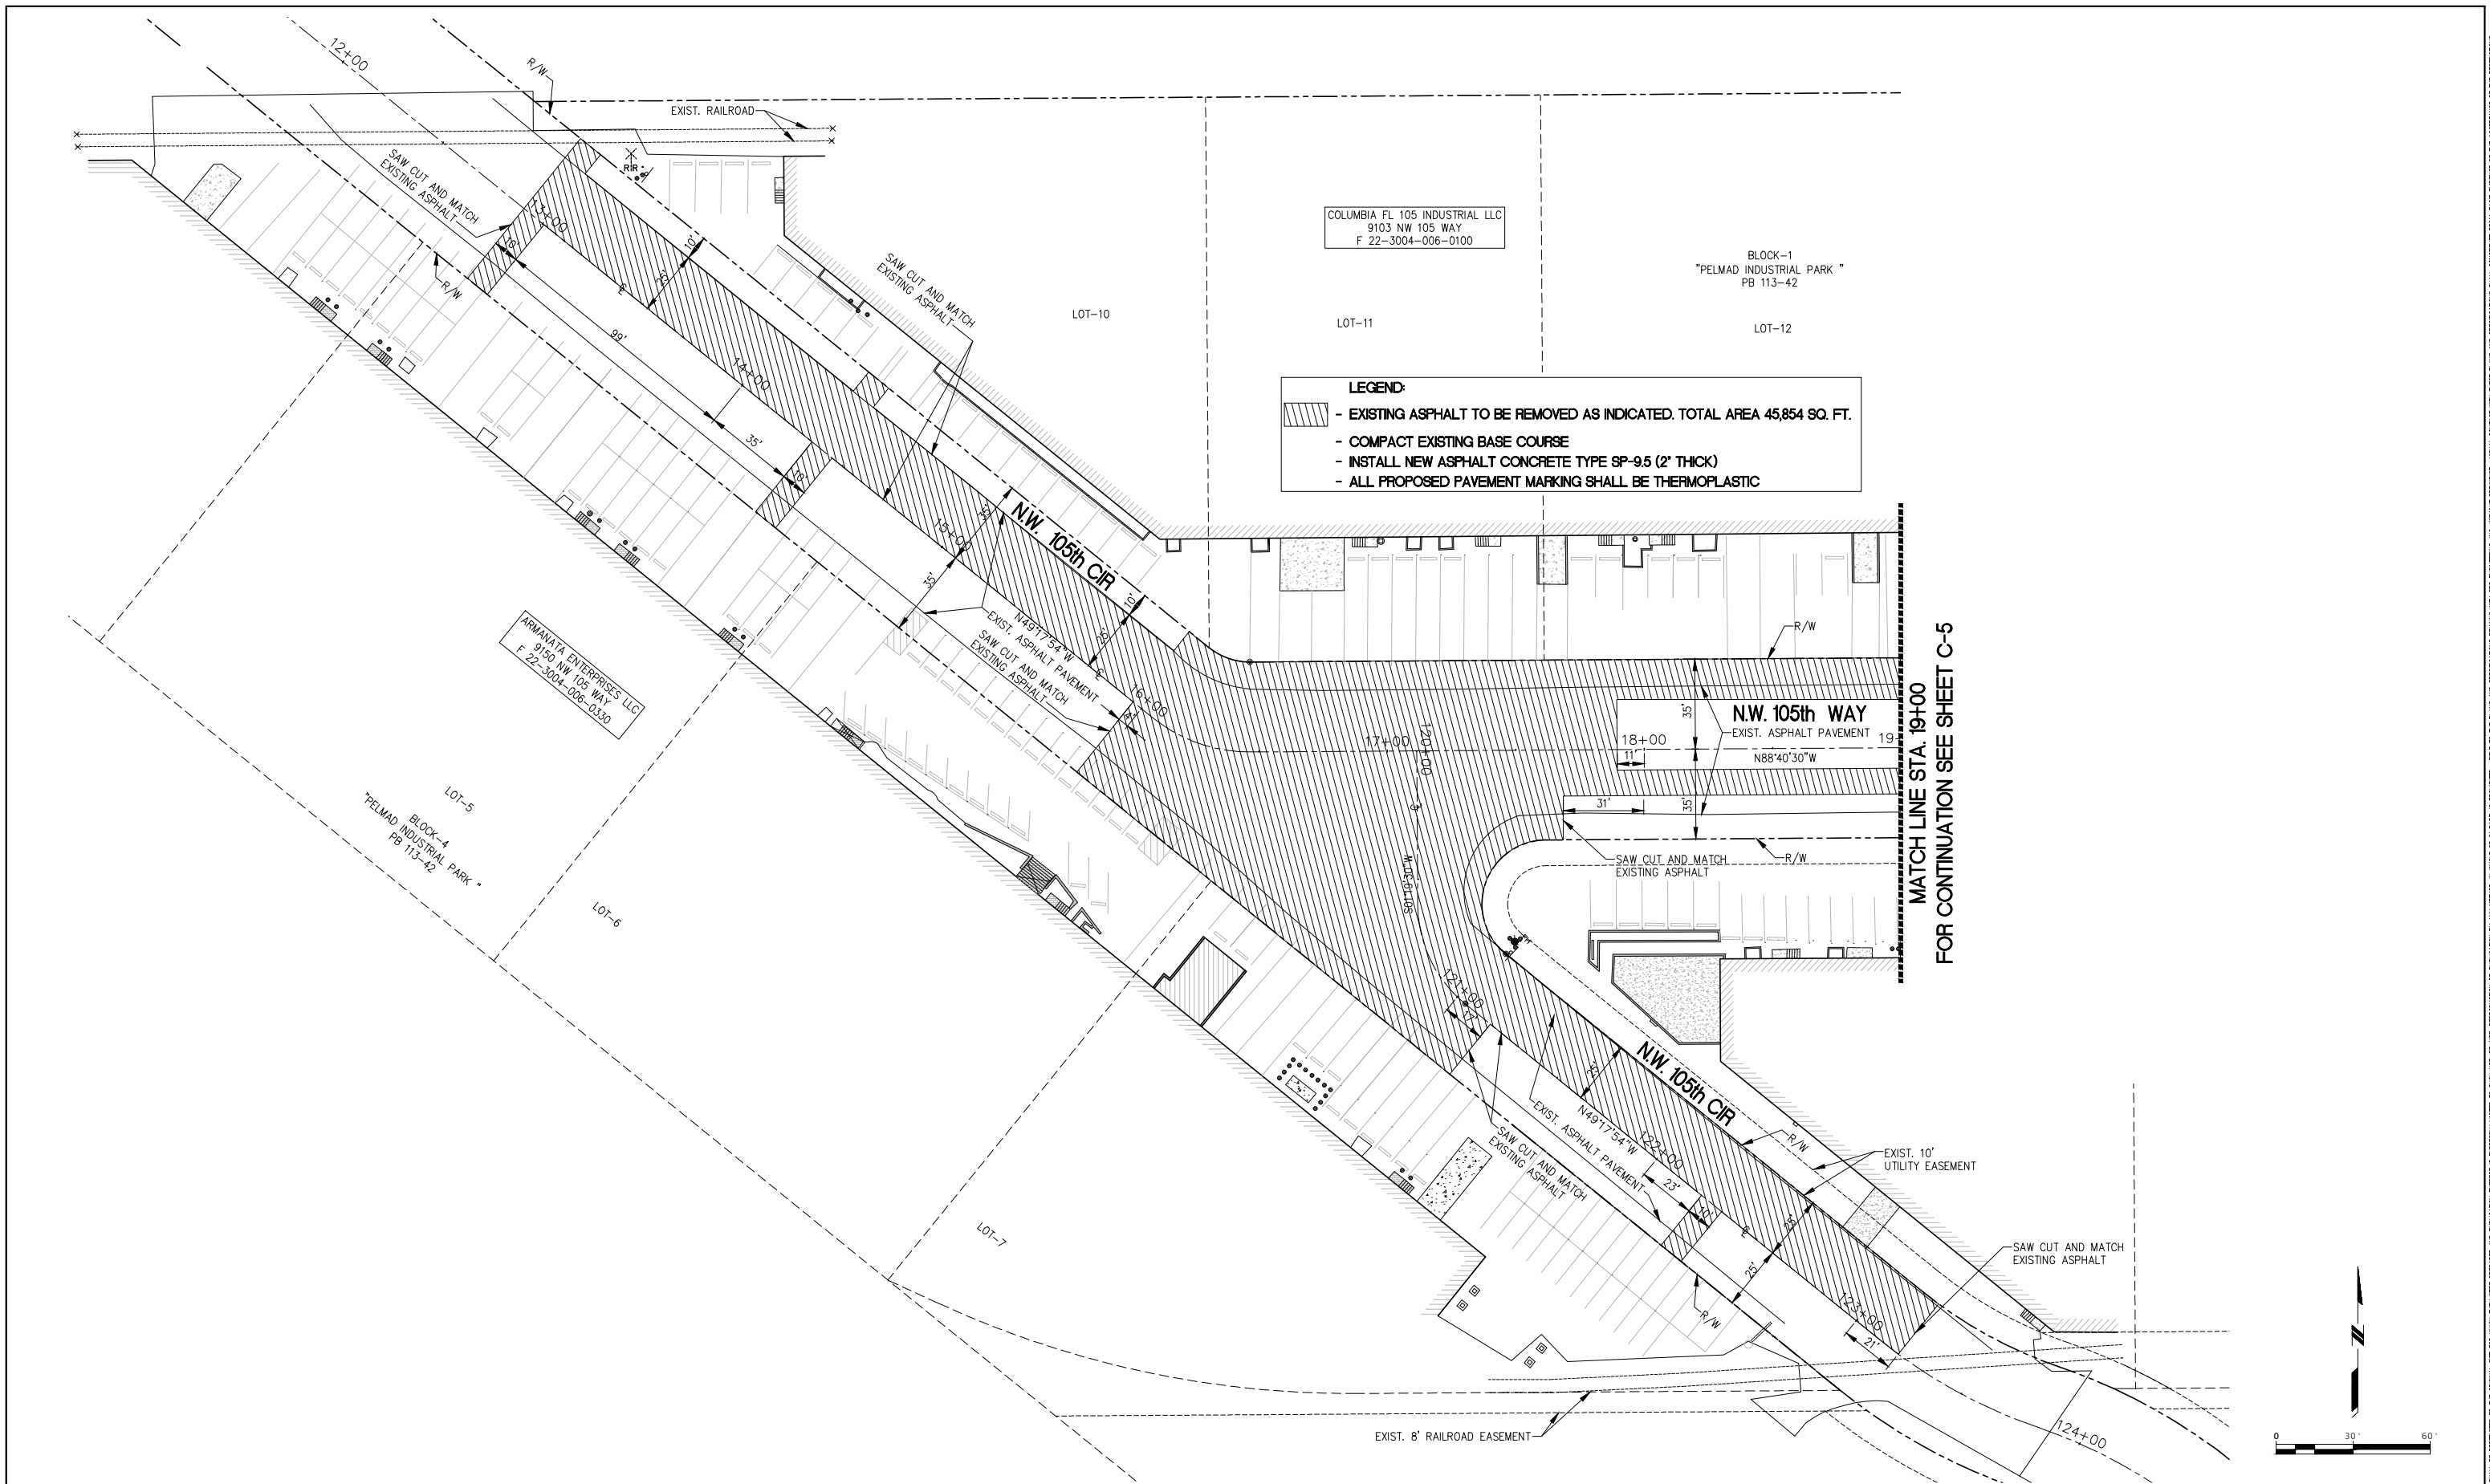 12+00
R/W
EXIST. RAILROAD
SAW CUT AND MATCH
EXISTING ASPHALT
13+00
10'
R/W
10'
25'
99'
SAW CUT AND MATCH
EXISTING ASPHALT
14+00
35'
10'
COLUMBIA FL 105 INDUSTRIAL LLC
9103 NW 105 WAY
F 22-3004-006-0100
BLOCK-1
"PELMAD INDUSTRIAL PARK "
PB 113-42
LOT-10
LOT-11
LOT-12
LEGEND:
- EXISTING ASPHALT TO BE REMOVED AS INDICATED. TOTAL AREA 45,854 SQ. FT.
- COMPACT EXISTING BASE COURSE
- INSTALL NEW ASPHALT CONCRETE TYPE SP-9.5 (2" THICK)
- ALL PROPOSED PAVEMENT MARKING SHALL BE THERMOPLASTIC
15+00
35'
35'
N.W. 105th CIR
10'
25'
N49°17'54"W
EXIST. ASPHALT PAVEMENT
SAW CUT AND MATCH
EXISTING ASPHALT
16+00
ARMANATA ENTERPRISES LLC
9150 NW 105 WAY
F 22-3004-006-0330
LOT-5
BLOCK-4
"PELMAD INDUSTRIAL PARK "
PB 113-42
LOT-6
LOT-7
R/W
35'
N.W. 105th WAY
EXIST. ASPHALT PAVEMENT
17+00
120+00
18+00
19+
11'
N88°40'30"W
31'
35'
SAW CUT AND MATCH
EXISTING ASPHALT
R/W
S01°19'30"W
MATCH LINE STA. 19+00
FOR CONTINUATION SEE SHEET C-5
121+00
17'
25'
N.W. 105th CIR
EXIST. ASPHALT PAVEMENT
N49°17'54"W
122+00
SAW CUT AND MATCH
EXISTING ASPHALT
23'
10'
R/W
EXIST. 10'
UTILITY EASEMENT
25'
25'
R/W
SAW CUT AND MATCH
EXISTING ASPHALT
123+00
21'
124+00
EXIST. 8' RAILROAD EASEMENT
N
0 30' 60'